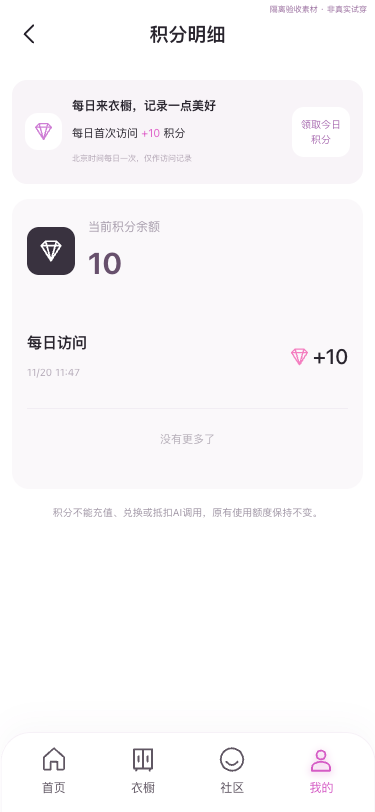 隔离验收素材 · 非真实试穿
积分明细
每日来衣橱，记录一点美好
每日首次访问 +10 积分
北京时间每日一次，仅作访问记录
领取今日
积分
当前积分余额
10
每日访问
11/20 11:47
+10
没有更多了
积分不能充值、兑换或抵扣AI调用，原有使用额度保持不变。
首页
衣橱
社区
我的